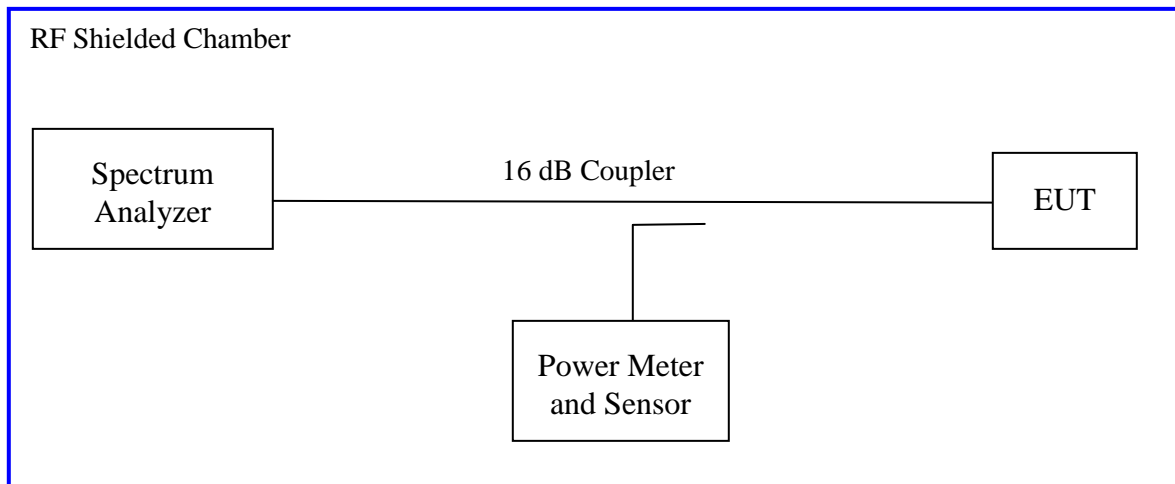 RF Shielded Chamber
Spectrum
Analyzer
16 dB Coupler
EUT
Power Meter
and Sensor